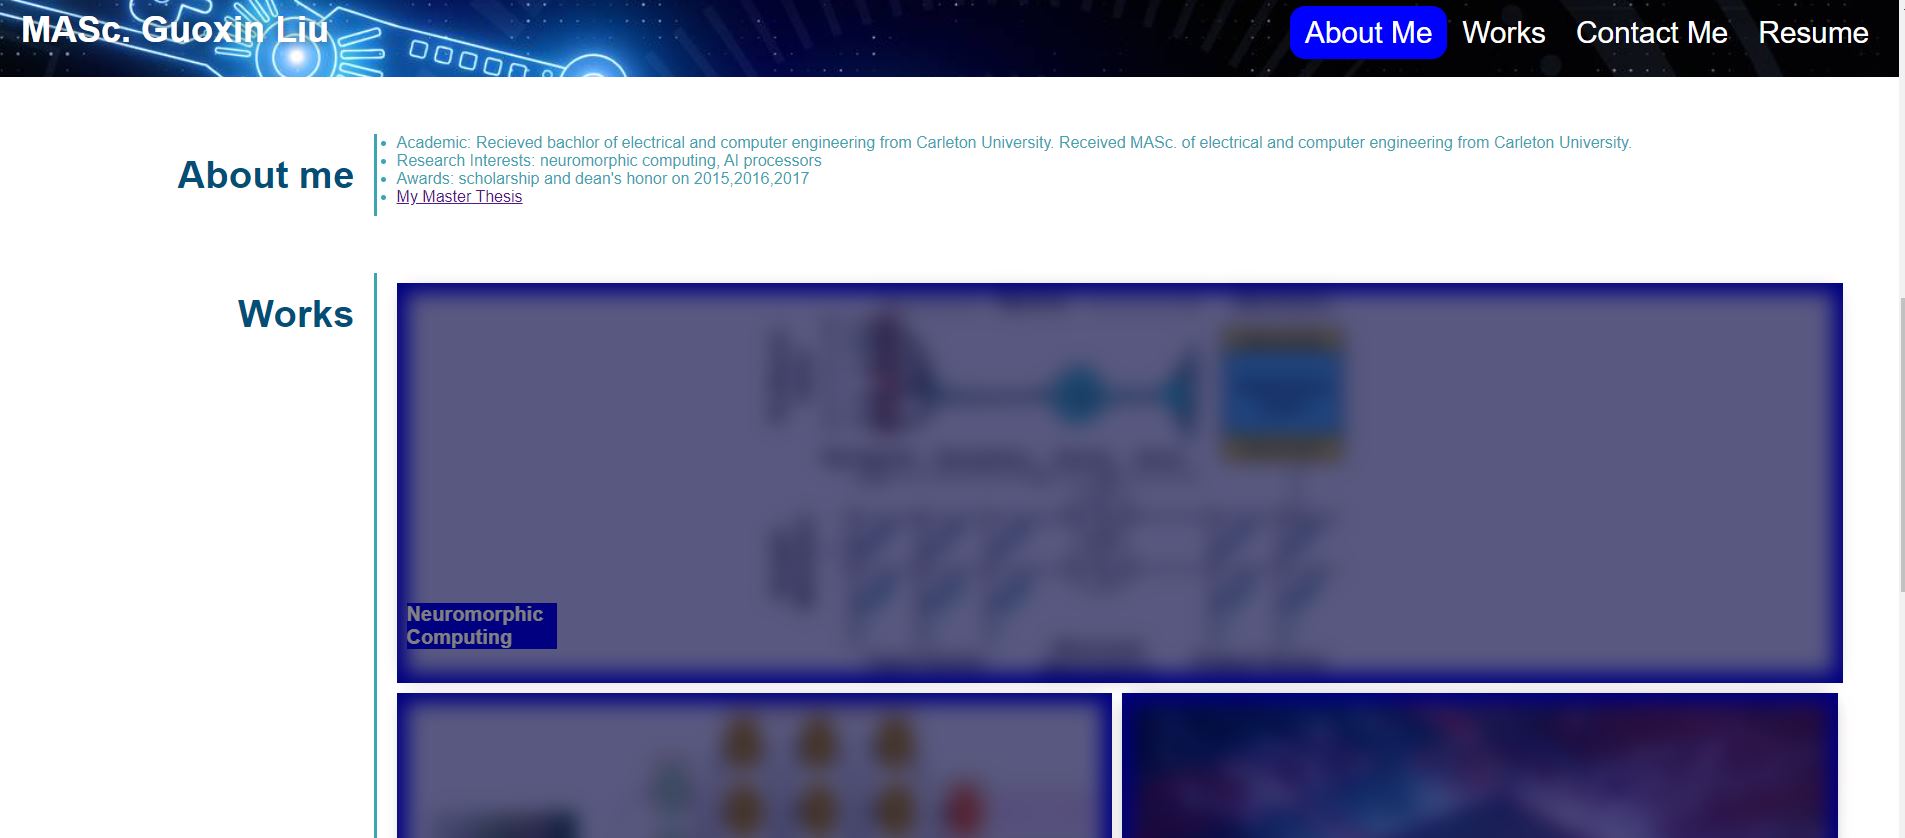 MASc. Guoxin Liu
About Me Works Contact Me Resume
About me
Academic: Recieved bachlor of electrical and computer engineering from Carleton University. Received MASc. of electrical and computer engineering from Carleton University.
Research Interests: neuromorphic computing, AI processors
Awards: scholarship and dean's honor on 2015,2016,2017
My Master Thesis
Works
Neuromorphic
Computing